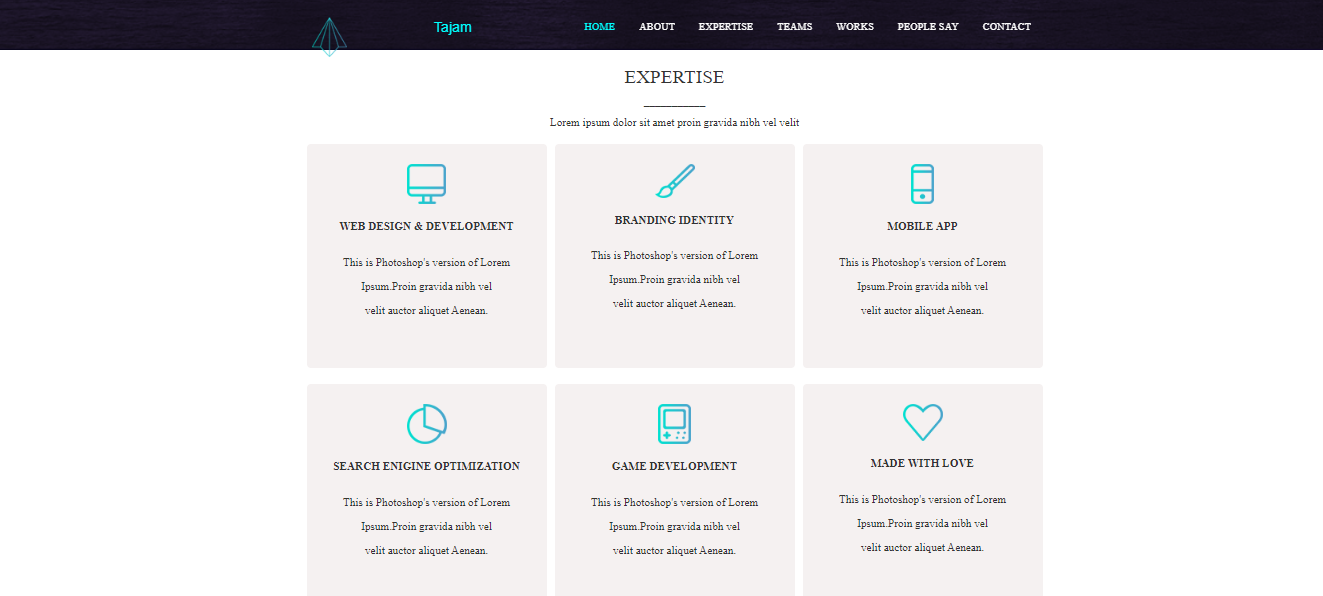 Tajam HOME ABOUT EXPERTISE TEAMS WORKS PEOPLE SAY CONTACT
EXPERTISE
Lorem ipsum dolor sit amet proin gravida nibh vel velit
WEB DESIGN & DEVELOPMENT
This is Photoshop's version of Lorem
Ipsum.Proin gravida nibh vel
velit auctor aliquet Aenean.
BRANDING IDENTITY
This is Photoshop's version of Lorem
Ipsum.Proin gravida nibh vel
velit auctor aliquet Aenean.
MOBILE APP
This is Photoshop's version of Lorem
Ipsum.Proin gravida nibh vel
velit auctor aliquet Aenean.
SEARCH ENIGINE OPTIMIZATION
This is Photoshop's version of Lorem
Ipsum.Proin gravida nibh vel
velit auctor aliquet Aenean.
GAME DEVELOPMENT
This is Photoshop's version of Lorem
Ipsum.Proin gravida nibh vel
velit auctor aliquet Aenean.
MADE WITH LOVE
This is Photoshop's version of Lorem
Ipsum.Proin gravida nibh vel
velit auctor aliquet Aenean.